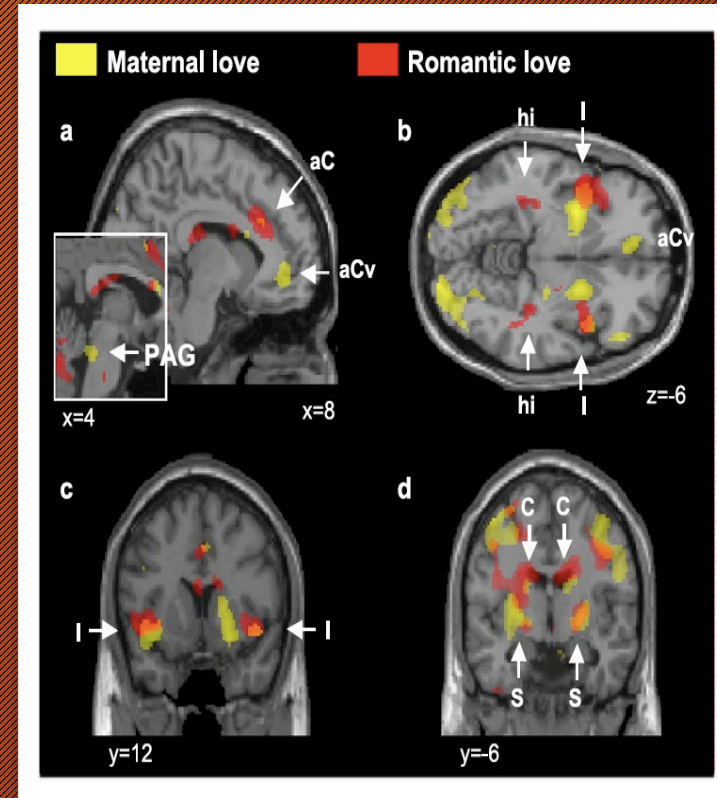 Maternal love
Romantic love
a
aC
aCv
PAG
x=4
x=8
b
hi
I
aCv
hi
I
z=-6
c
I
I
y=12
d
C
C
S
S
y=-6